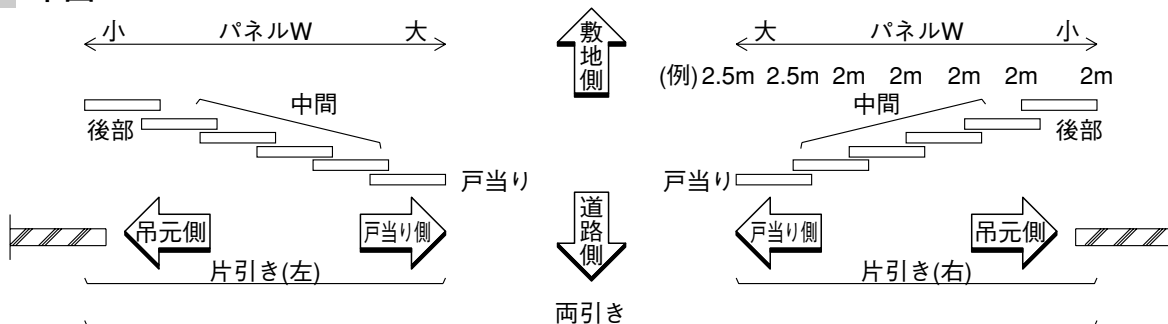 小 パネルW 大
敷地側
大 パネルW 小
(例) 2.5m 2.5m 2m 2m 2m 2m 2m
中間
後部
戸当り
中間
後部
戸当り
吊元側
戸当り側
道路側
戸当り側
吊元側
片引き(左)
片引き(右)
両引き